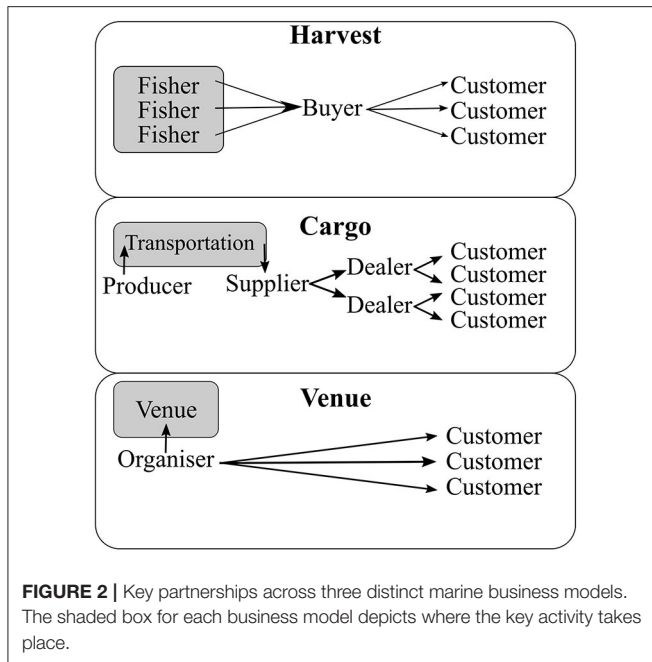 Harvest
Fisher
Fisher
Fisher
Buyer
Customer
Customer
Customer
Cargo
Transportation
Producer
Supplier
Dealer
Dealer
Customer
Customer
Customer
Customer
Venue
Venue
Organiser
Customer
Customer
Customer
FIGURE 2 | Key partnerships across three distinct marine business models.
The shaded box for each business model depicts where the key activity takes
place.